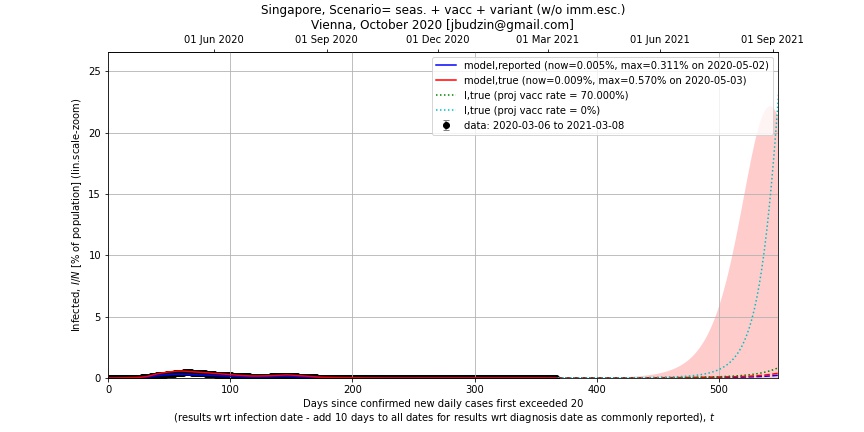 Singapore, Scenario= seas. + vacc + variant (w/o imm.esc.)
Vienna, October 2020 [jbudzin@gmail.com]
01 Jun 2020 01 Sep 2020 01 Dec 2020 01 Mar 2021 01 Jun 2021 01 Sep 2021
model,reported (now=0.005%, max=0.311% on 2020-05-02)
model,true (now=0.009%, max=0.570% on 2020-05-03)
I,true (proj vacc rate = 70.000%)
I,true (proj vacc rate = 0%)
data: 2020-03-06 to 2021-03-08
Infected, I/N [% of population] (lin.scale-zoom)
25
20
15
10
5
0
0 100 200 300 400 500
Days since confirmed new daily cases first exceeded 20
(results wrt infection date - add 10 days to all dates for results wrt diagnosis date as commonly reported), t